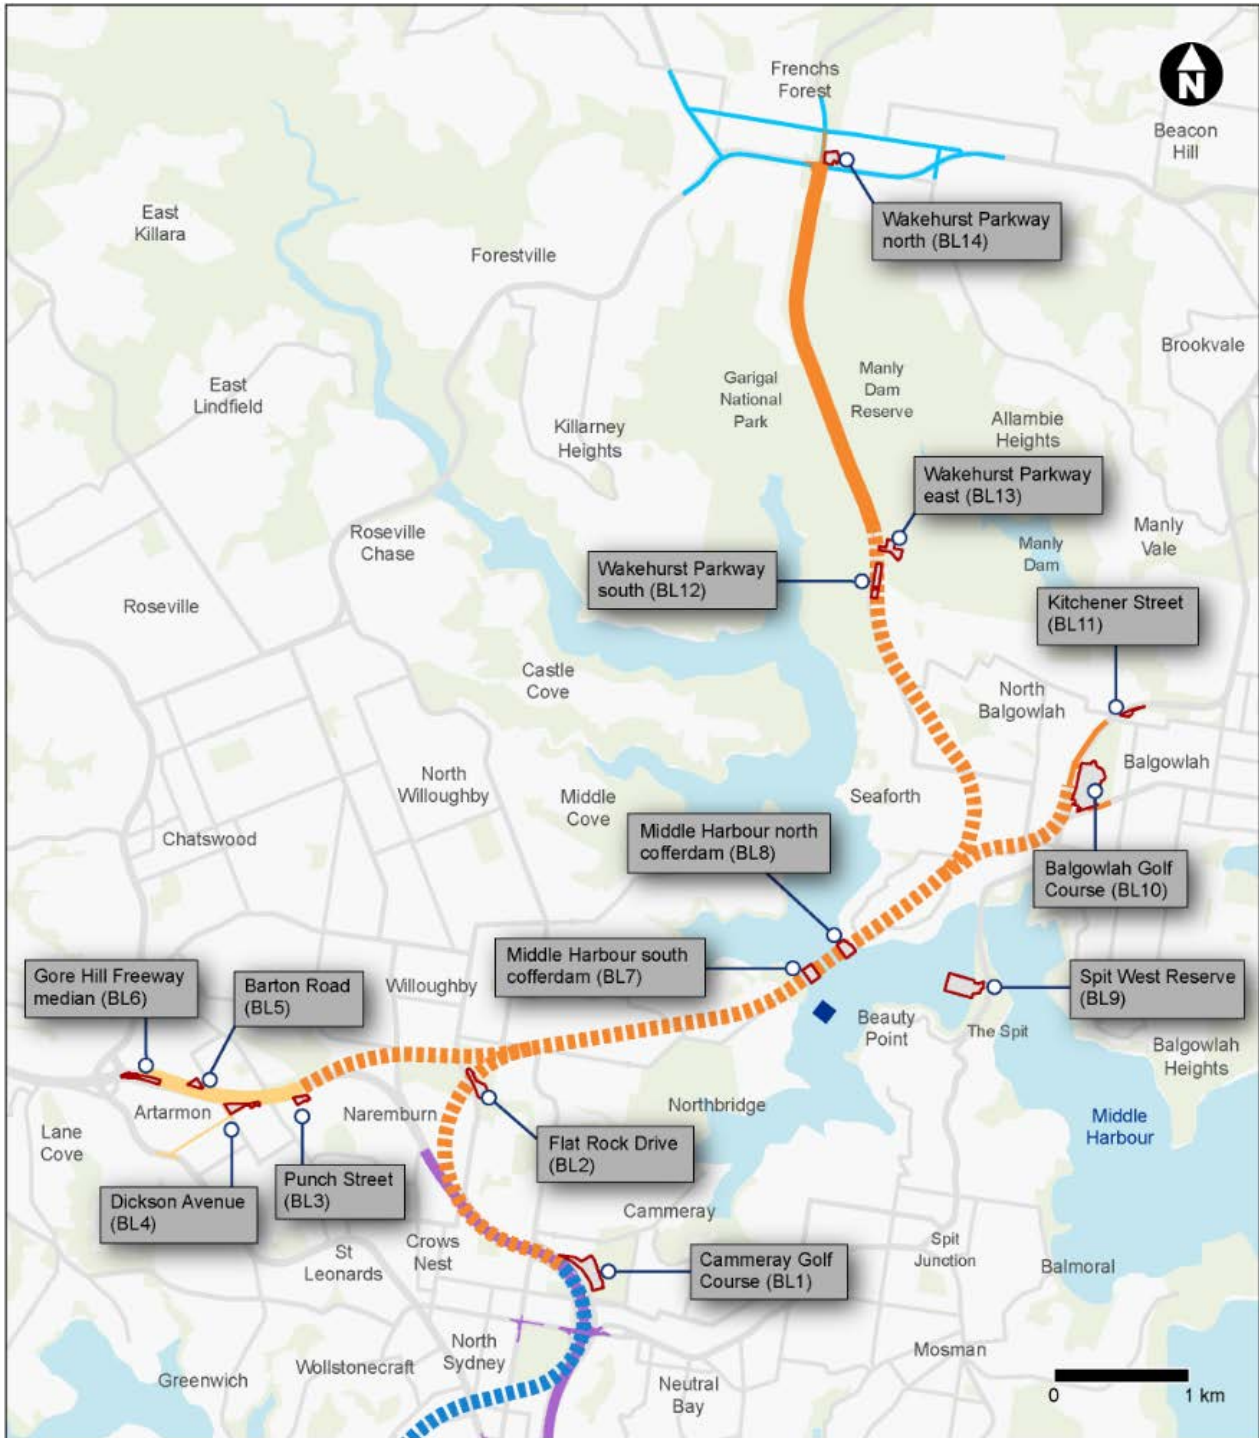 Frenchs
Forest
N
Beacon
Hill
East
Killara
Wakehurst Parkway
north (BL14)
Forestville
Brookvale
Garigal
National
Park
Manly
Dam
Reserve
East
Lindfield
Killarney
Heights
Allambie
Heights
Wakehurst Parkway
east (BL13)
Roseville
Chase
Manly
Vale
Manly
Dam
Wakehurst Parkway
south (BL12)
Roseville
Kitchener Street
(BL11)
Castle
Cove
North
Balgowlah
Balgowlah
North
Willoughby
Middle
Cove
Seaforth
Chatswood
Middle Harbour north
cofferdam (BL8)
Balgowlah Golf
Course (BL10)
Gore Hill Freeway
median (BL6)
Barton Road
(BL5)
Willoughby
Middle Harbour south
cofferdam (BL7)
Spit West Reserve
(BL9)
Beauty
Point
The Spit
Balgowlah
Heights
Artarmon
Naremburn
Northbridge
Middle
Harbour
Lane
Cove
Flat Rock Drive
(BL2)
Punch Street
(BL3)
Dickson Avenue
(BL4)
Cammeray
St
Leonards
Crows
Nest
Cammeray Golf
Course (BL1)
Spit
Junction
Balmoral
North
Sydney
Wollstonecraft
Greenwich
Neutral
Bay
Mosman
0 1 km